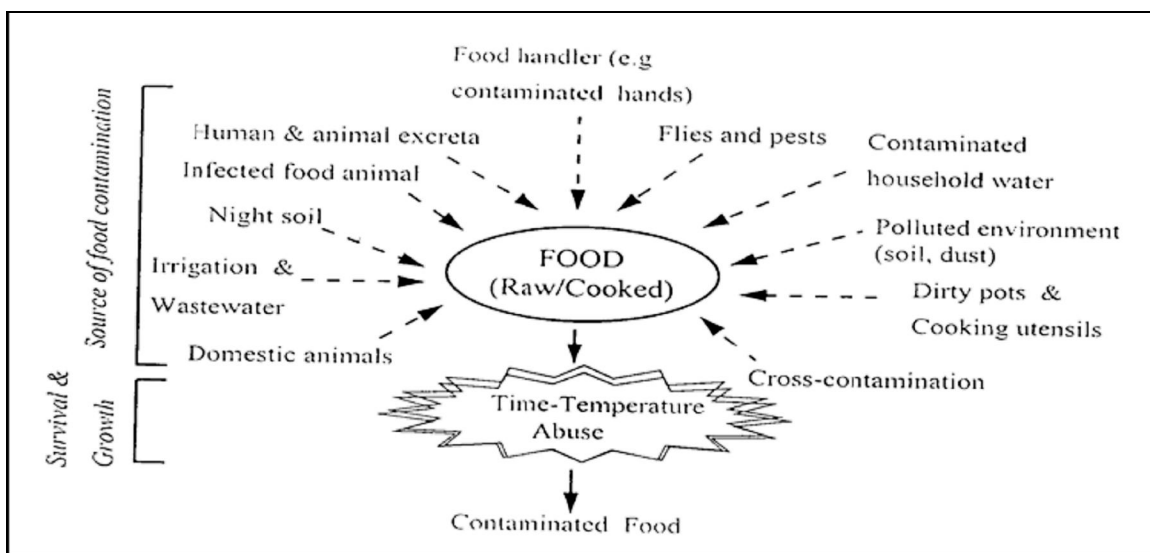 Food handler (e.g
contaminated hands)
Human & animal excreta
Flies and pests
Contaminated
household water
Infected food animal
Night soil
Polluted environment
(soil, dust)
Irrigation &
Wastewater
FOOD
(Raw/Cooked)
Dirty pots &
Cooking utensils
Domestic animals
Cross-contamination
Source of food contamination
Time-Temperature
Abuse
Survival &
Growth
Contaminated Food